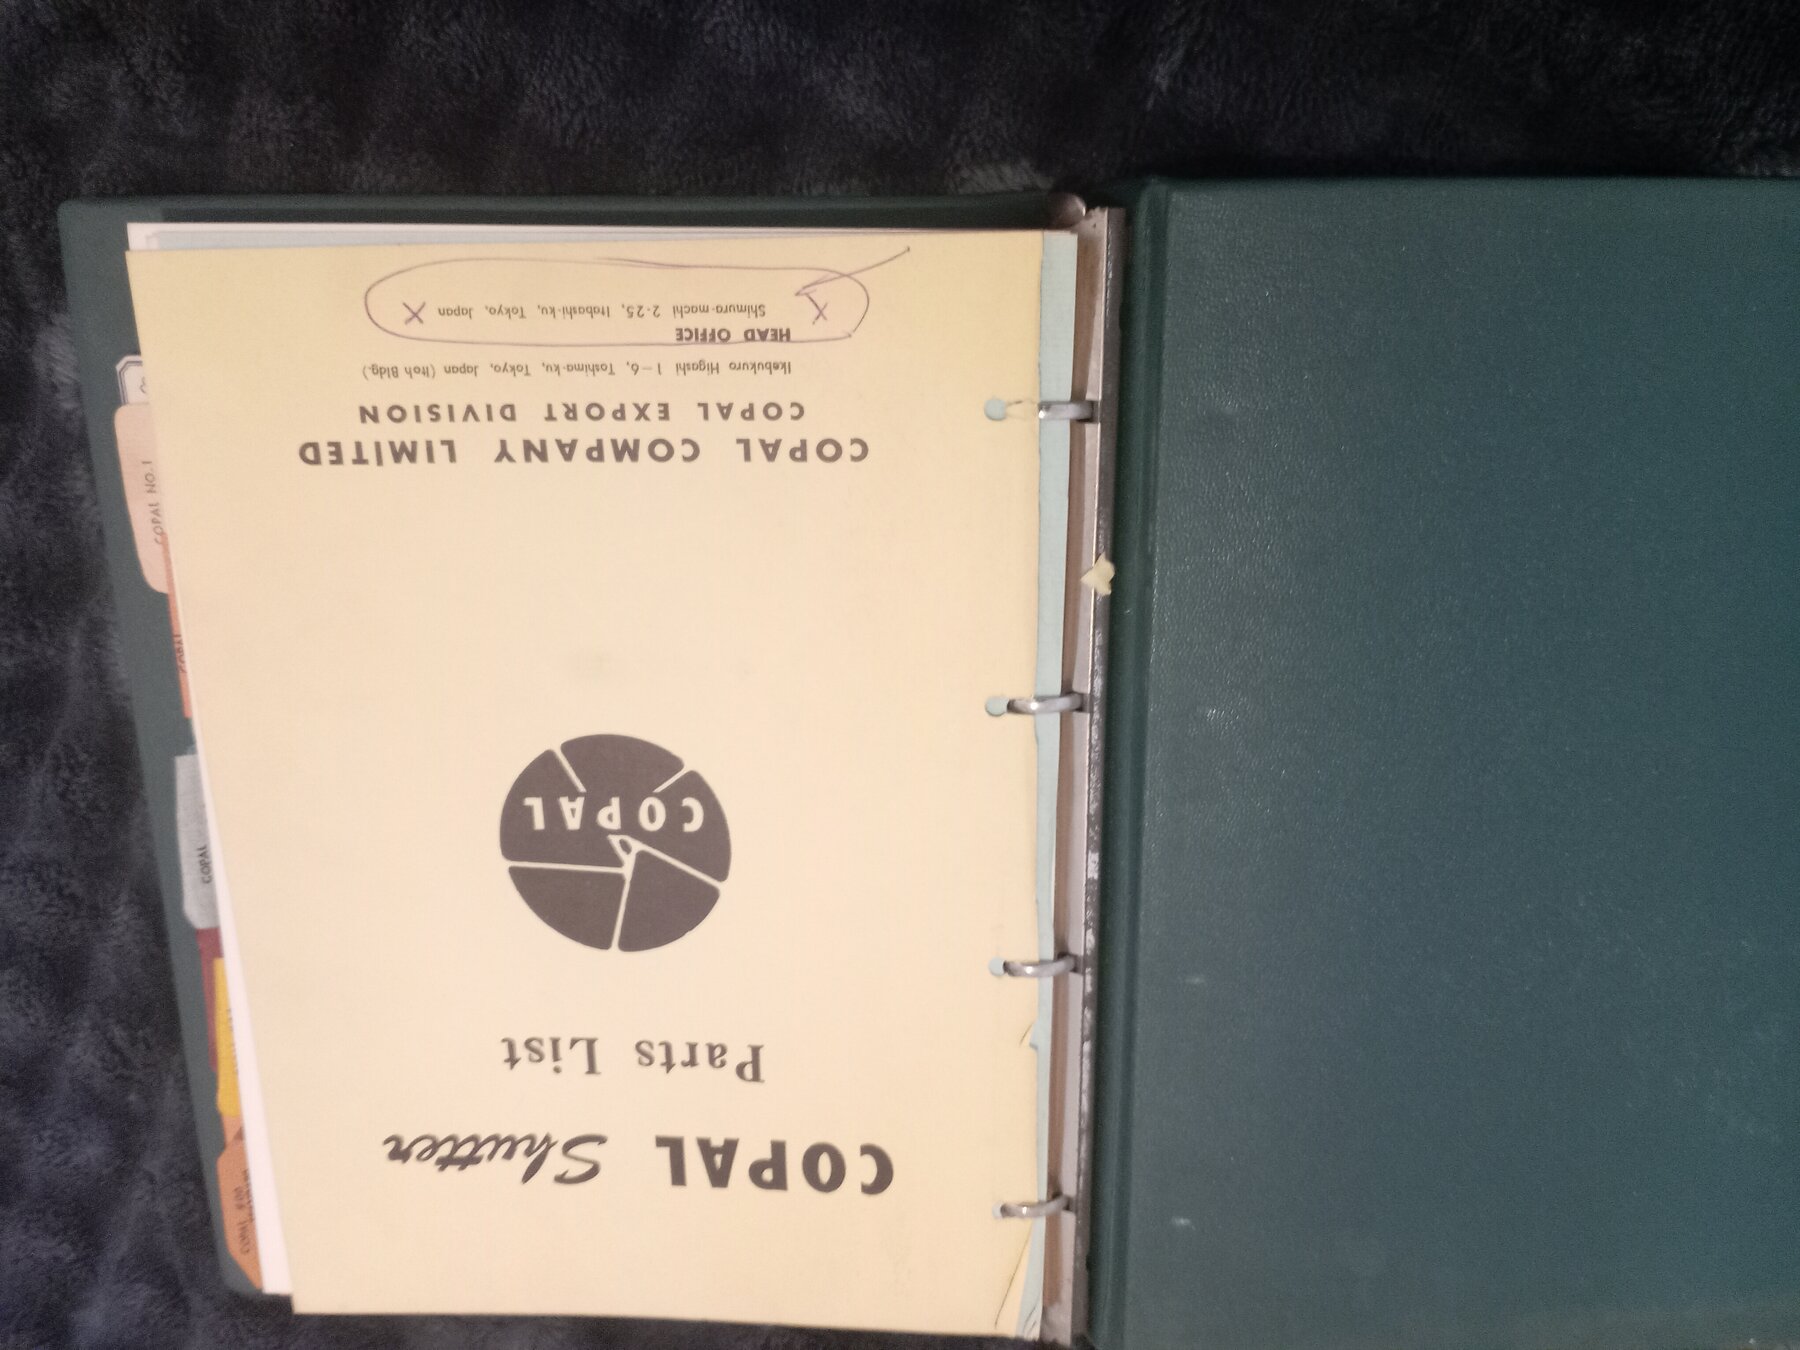 COPAL Shutter
Parts List
COPAL
COPAL COMPANY LIMITED
COPAL EXPORT DIVISION
Ikebukuro Higashi 1-6, Toshima-ku, Tokyo, Japan (Itoh Bldg.)
HEAD OFFICE
X Shimura-machi 2-25, Itabashi-ku, Tokyo, Japan X
COPAL NO.1
COPAL
COPAL